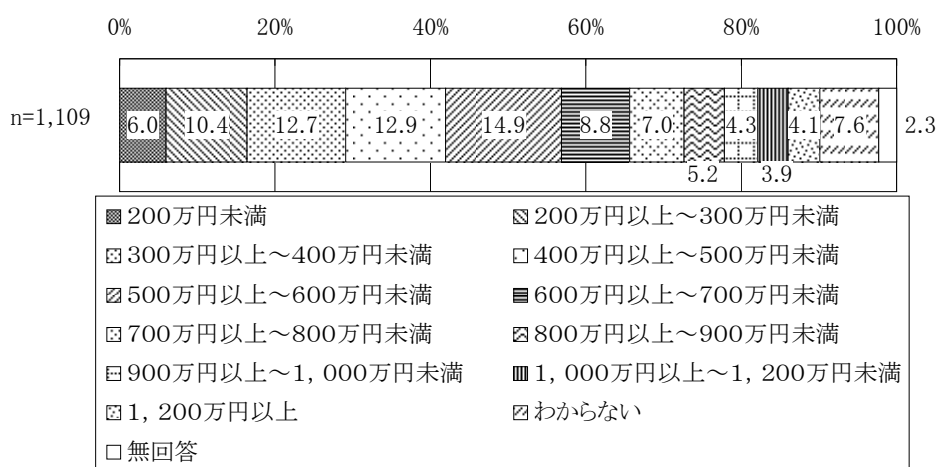 0% 20% 40% 60% 80% 100%
n=1,109 6.0 10.4 12.7 12.9 14.9 8.8 7.0 4.3 4.1 7.6 2.3
5.2 3.9
200万円未満 200万円以上～300万円未満
300万円以上～400万円未満 400万円以上～500万円未満
500万円以上～600万円未満 600万円以上～700万円未満
700万円以上～800万円未満 800万円以上～900万円未満
900万円以上～1,000万円未満 1,000万円以上～1,200万円未満
1,200万円以上 わからない
無回答